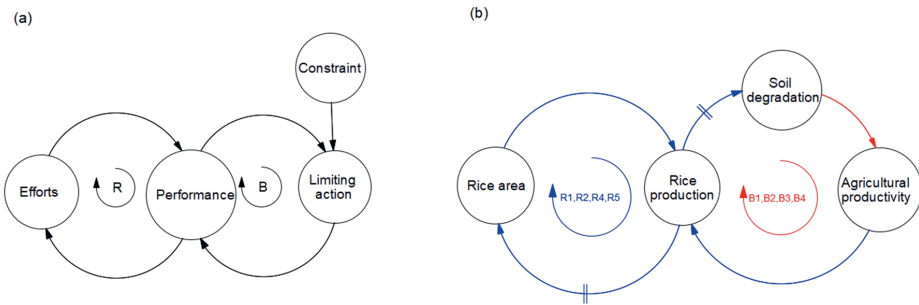 (a)
Constraint
Efforts
R
Performance
B
Limiting
action
(b)
Soil
degradation
Rice area
R1,R2,R4,R5
Rice
production
B1,B2,B3,B4
Agricultural
productivity